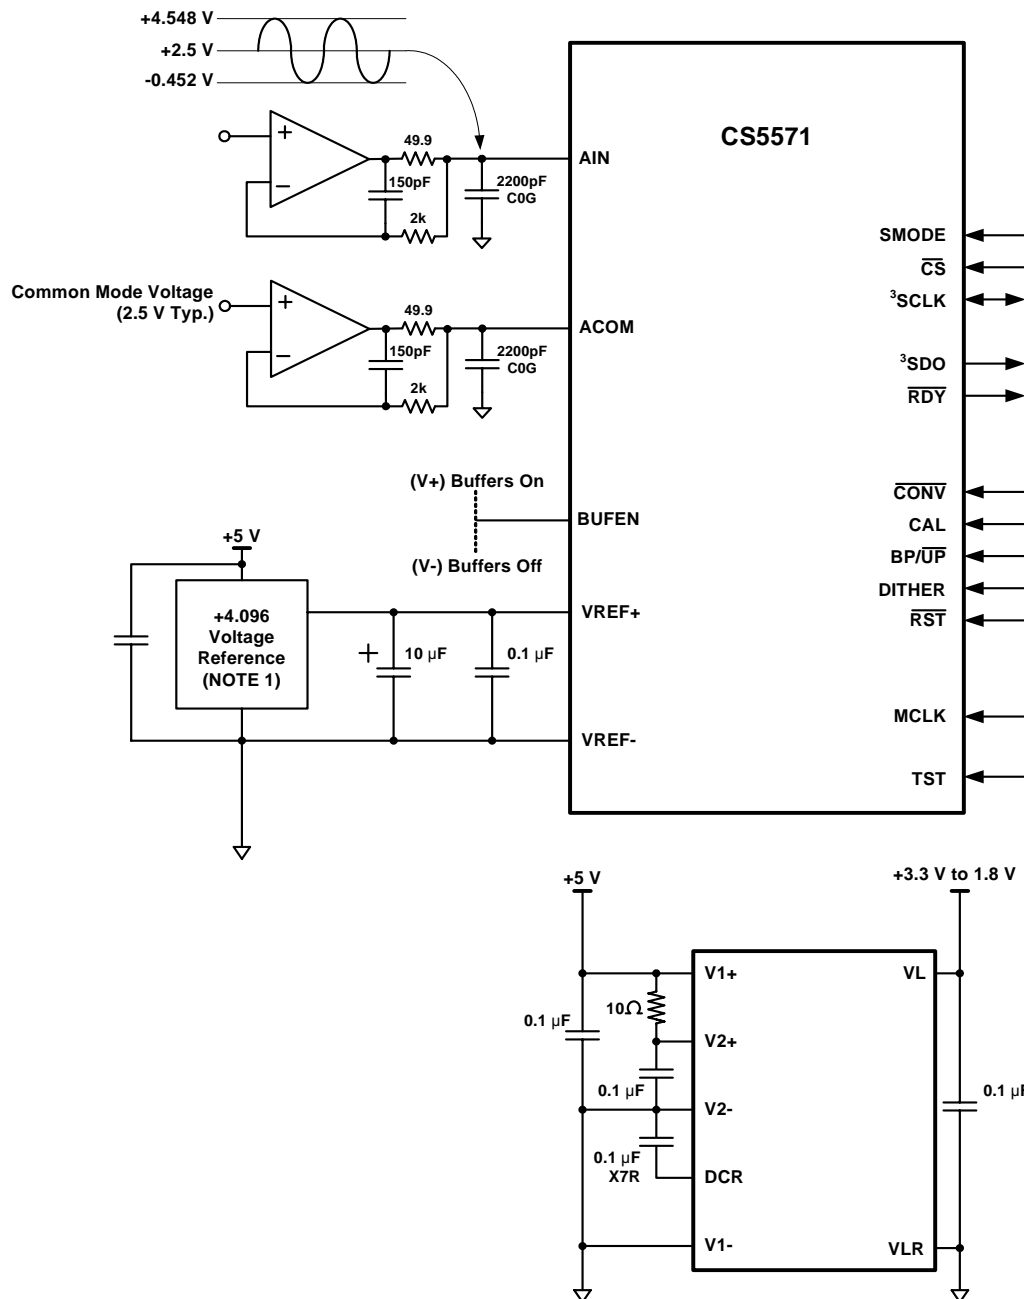 +4.548 V
+2.5 V
-0.452 V
CS5571
+
−
49.9
150pF
2k
2200pF
C0G
AIN
SMODE
CS
³SCLK
³SDO
RDY
Common Mode Voltage
(2.5 V Typ.)
+
−
49.9
150pF
2k
2200pF
C0G
ACOM
(V+) Buffers On
BUFEN
(V-) Buffers Off
CONV
CAL
BP/UP
DITHER
RST
+5 V
+4.096
Voltage
Reference
(NOTE 1)
+
10 µF
0.1 µF
VREF+
VREF-
MCLK
TST
+5 V
+3.3 V to 1.8 V
V1+
VL
10Ω
0.1 µF
V2+
0.1 µF
V2-
0.1 µF
0.1 µF
X7R
DCR
V1-
VLR